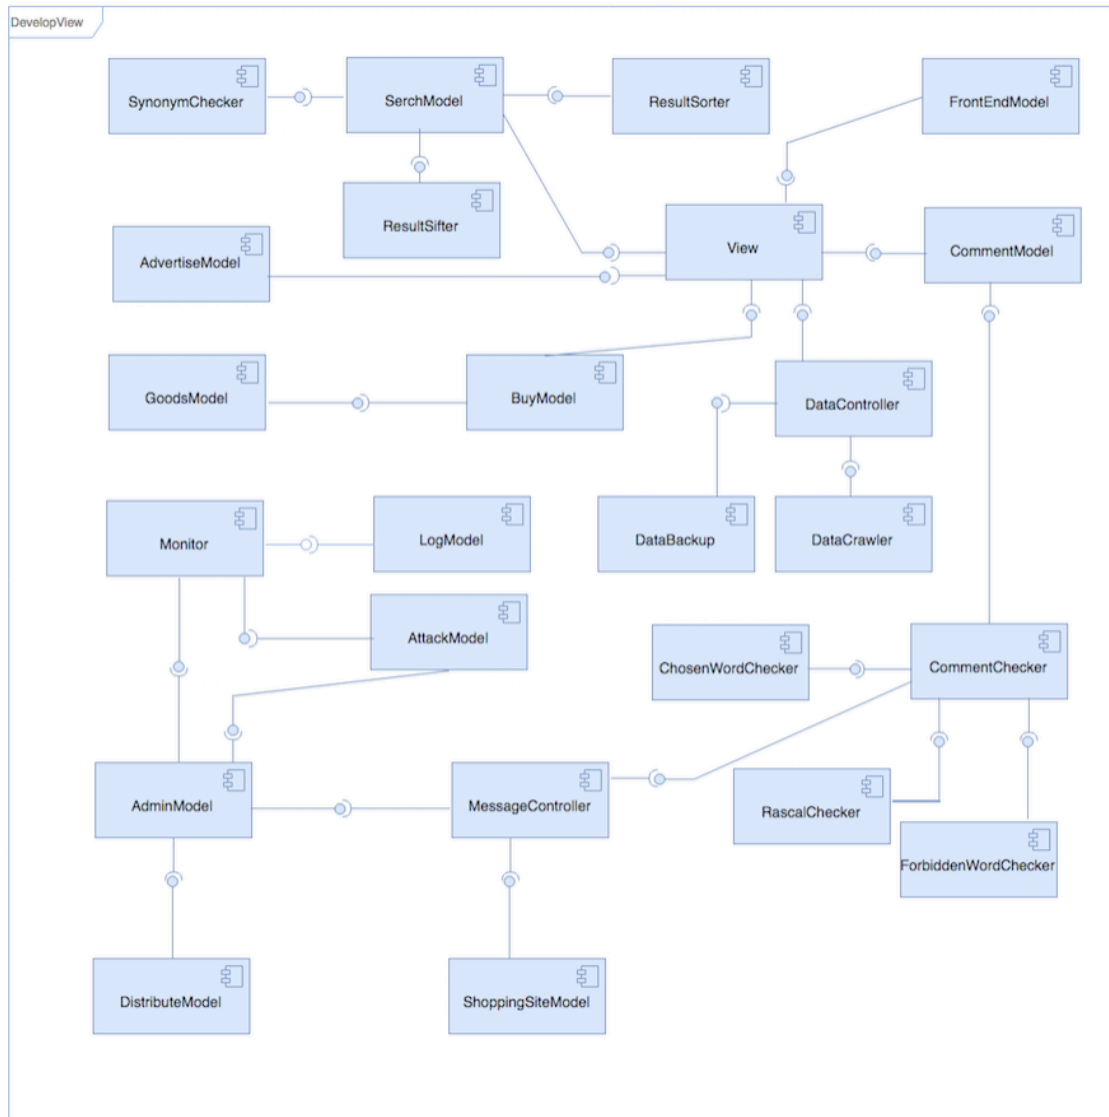 DevelopView
SynonymChecker
SerchModel
ResultSorter
FrontEndModel
ResultSifter
View
CommentModel
AdvertiseModel
GoodsModel
BuyModel
DataController
Monitor
LogModel
DataBackup
DataCrawler
AttackModel
ChosenWordChecker
CommentChecker
AdminModel
MessageController
RascalChecker
ForbiddenWordChecker
DistributeModel
ShoppingSiteModel